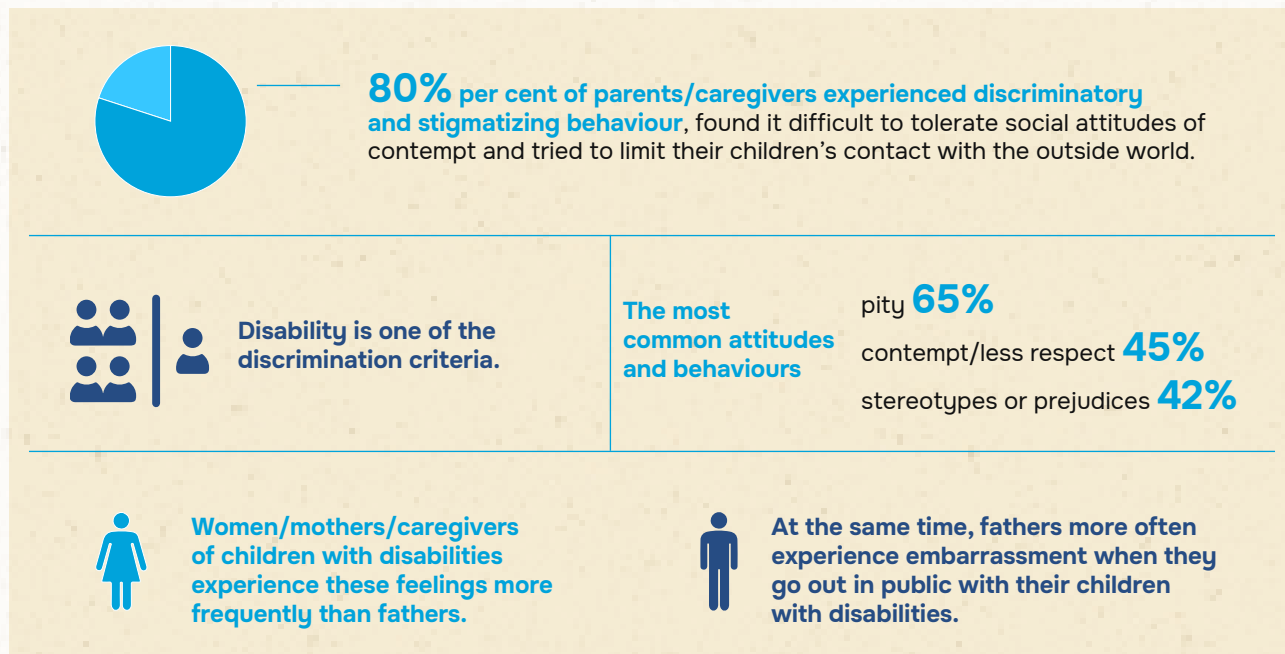 80% per cent of parents/caregivers experienced discriminatory
and stigmatizing behaviour, found it difficult to tolerate social attitudes of
contempt and tried to limit their children’s contact with the outside world.
Disability is one of the
discrimination criteria.
The most
common attitudes
and behaviours
pity 65%
contempt/less respect 45%
stereotypes or prejudices 42%
Women/mothers/caregivers
of children with disabilities
experience these feelings more
frequently than fathers.
At the same time, fathers more often
experience embarrassment when they
go out in public with their children
with disabilities.